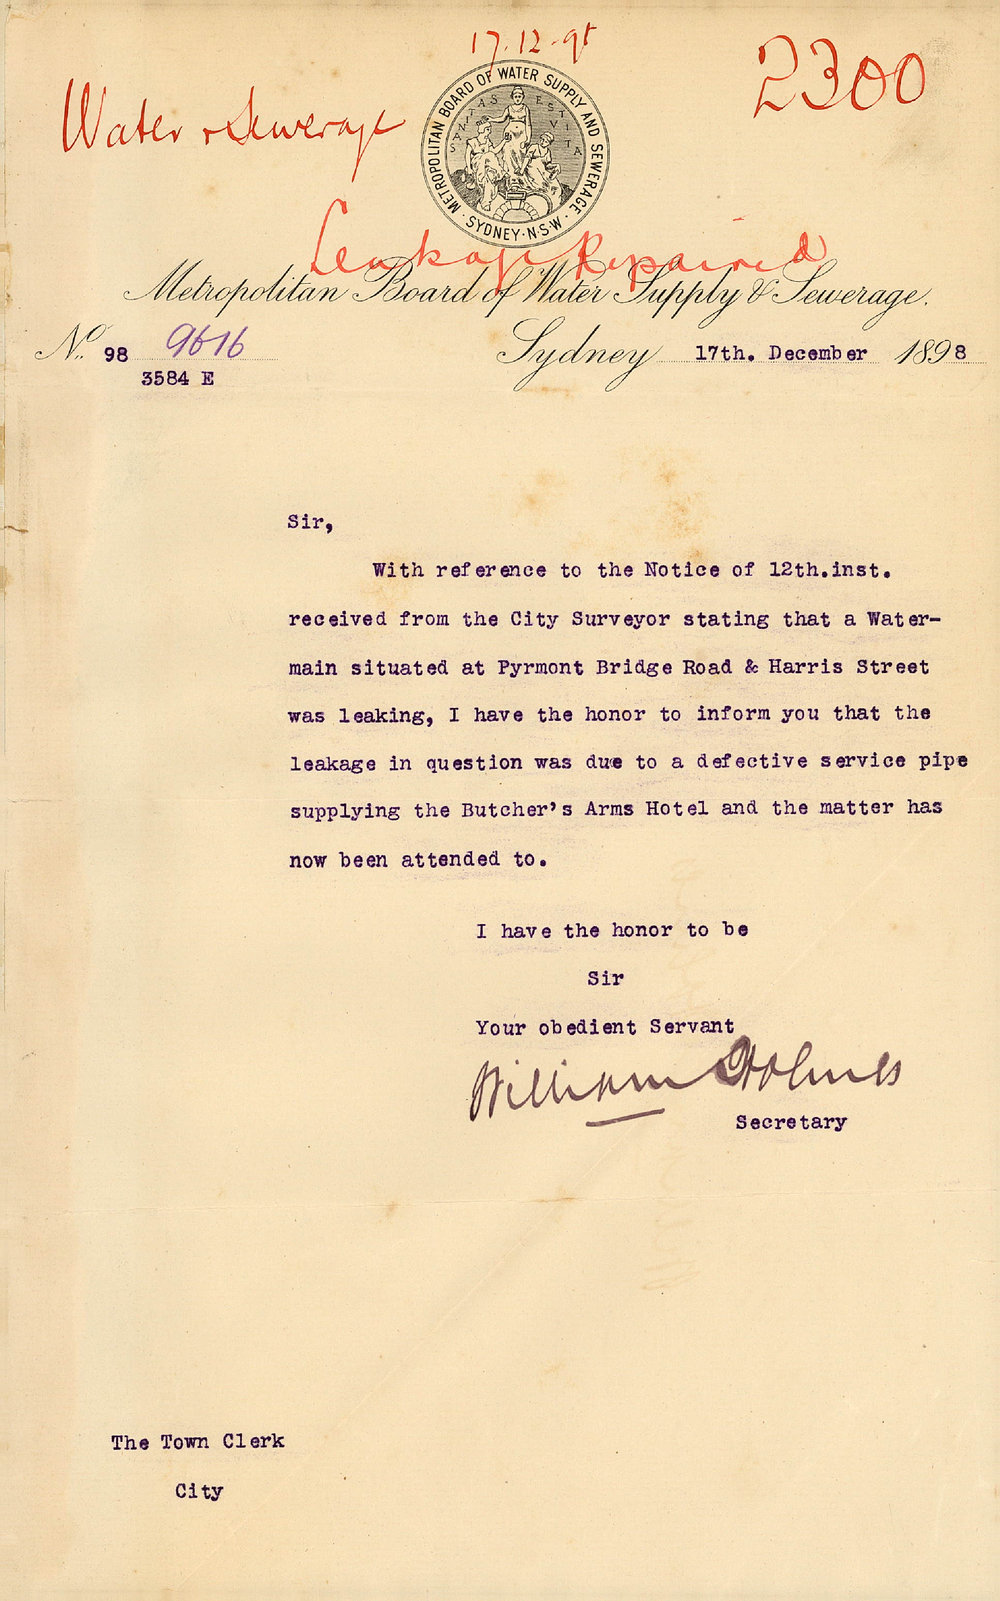 17.12.98
2300
Water & Sewerage
METROPOLITAN BOARD OF WATER SUPPLY AND SEWERAGE
SANITAS EST VITA
· SYDNEY · N·S·W ·
Leakage Repaired
Metropolitan Board of Water Supply & Sewerage.
No. 98 9616 Sydney 17th. December 1898
3584 E
Sir,
With reference to the Notice of 12th.inst.
received from the City Surveyor stating that a Water-
main situated at Pyrmont Bridge Road & Harris Street
was leaking, I have the honor to inform you that the
leakage in question was due to a defective service pipe
supplying the Butcher's Arms Hotel and the matter has
now been attended to.
I have the honor to be
Sir
Your obedient Servant
William Holmes
Secretary
The Town Clerk
City